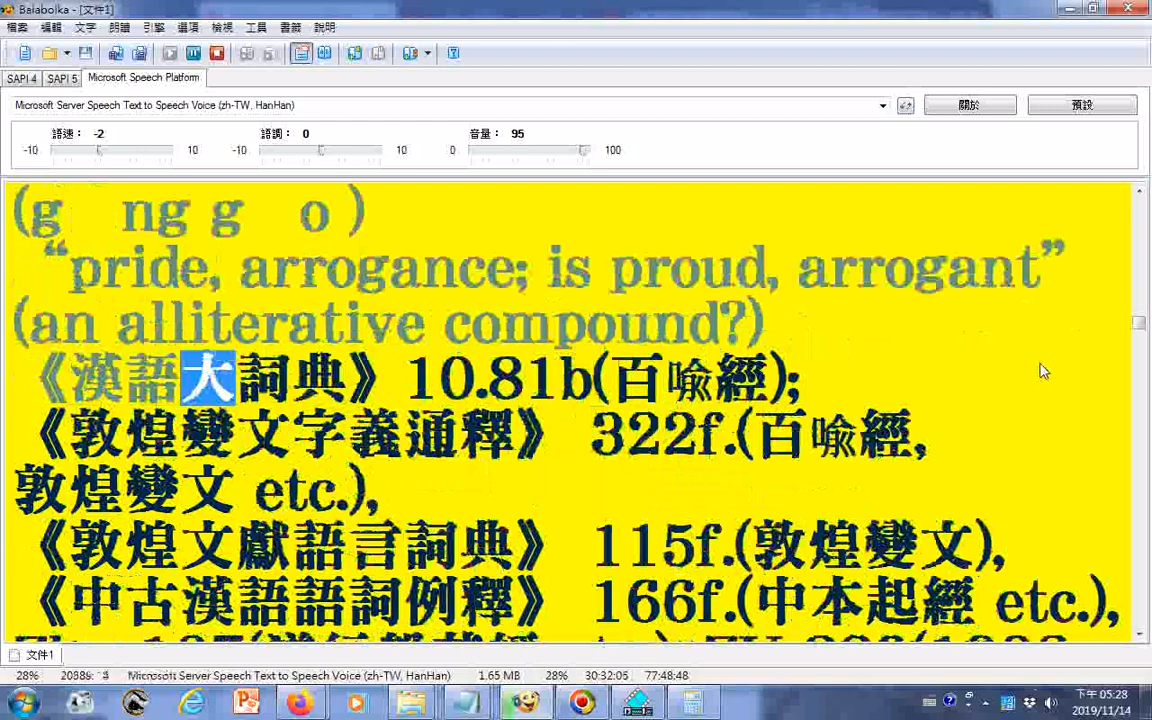 Balabolka - [文件1]
檔案 編輯 文字 朗讀 引擎 選項 檢視 工具 書籤 說明
SAPI 4 SAPI 5 Microsoft Speech Platform
Microsoft Server Speech Text to Speech Voice (zh-TW, HanHan) 關於 預設
語速： -2 語調： 0 音量： 95
-10 10 -10 10 0 100
(g ng g o )
“pride, arrogance; is proud, arrogant”
(an alliterative compound?)
《漢語大詞典》 10.81b(百喩經);
《敦煌變文字義通釋》 322f.(百喩經,
敦煌變文 etc.),
《敦煌文獻語言詞典》 115f.(敦煌變文),
《中古漢語語詞例釋》 166f.(中本起經 etc.),
文件1
28% Microsoft Server Speech Text to Speech Voice (zh-TW, HanHan) 1.65 MB 28% 30:32:05 77:48:48
下午 05:28
2019/11/14